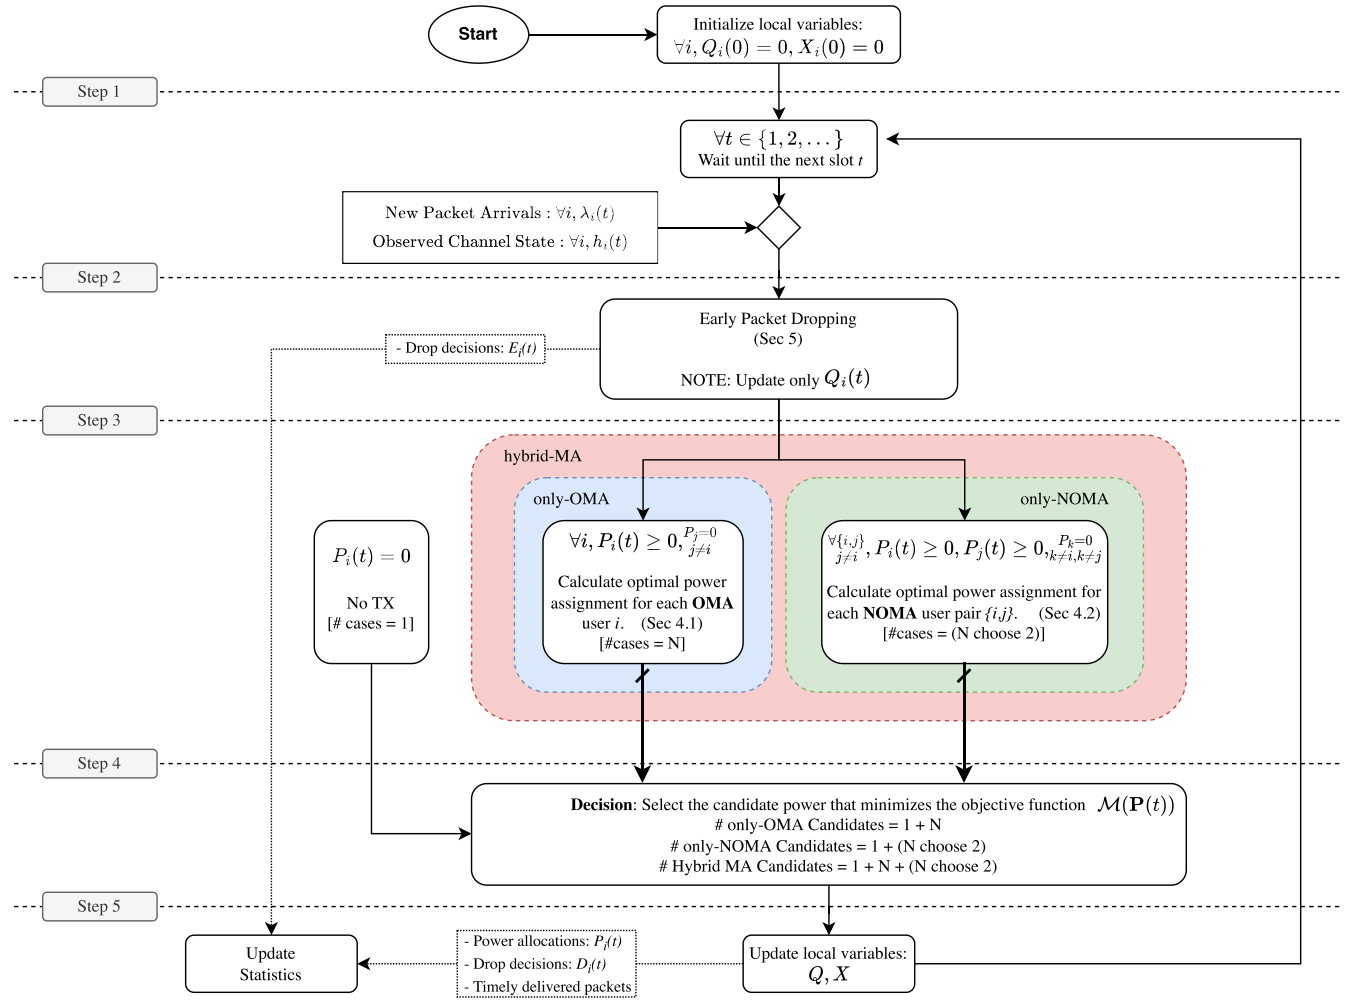 Start
Initialize local variables:
∀i, Q_i(0) = 0, X_i(0) = 0
Step 1
∀t ∈ {1, 2, . . . }
Wait until the next slot t
New Packet Arrivals : ∀i, λ_i(t)
Observed Channel State : ∀i, h_i(t)
Step 2
Early Packet Dropping
(Sec 5)
NOTE: Update only Q_i(t)
- Drop decisions: E_i(t)
Step 3
hybrid-MA
only-OMA
only-NOMA
P_i(t) = 0
No TX
[# cases = 1]
∀i, P_i(t) ≥ 0, P_j=0 j≠i
Calculate optimal power
assignment for each OMA
user i. (Sec 4.1)
[#cases = N]
∀{i,j} j≠i, P_i(t) ≥ 0, P_j(t) ≥ 0, P_k=0 k≠i,k≠j
Calculate optimal power assignment for
each NOMA user pair {i,j}. (Sec 4.2)
[#cases = (N choose 2)]
Step 4
Decision: Select the candidate power that minimizes the objective function ℳ(P(t))
# only-OMA Candidates = 1 + N
# only-NOMA Candidates = 1 + (N choose 2)
# Hybrid MA Candidates = 1 + N + (N choose 2)
Step 5
Update
Statistics
- Power allocations: P_i(t)
- Drop decisions: D_i(t)
- Timely delivered packets
Update local variables:
Q, X